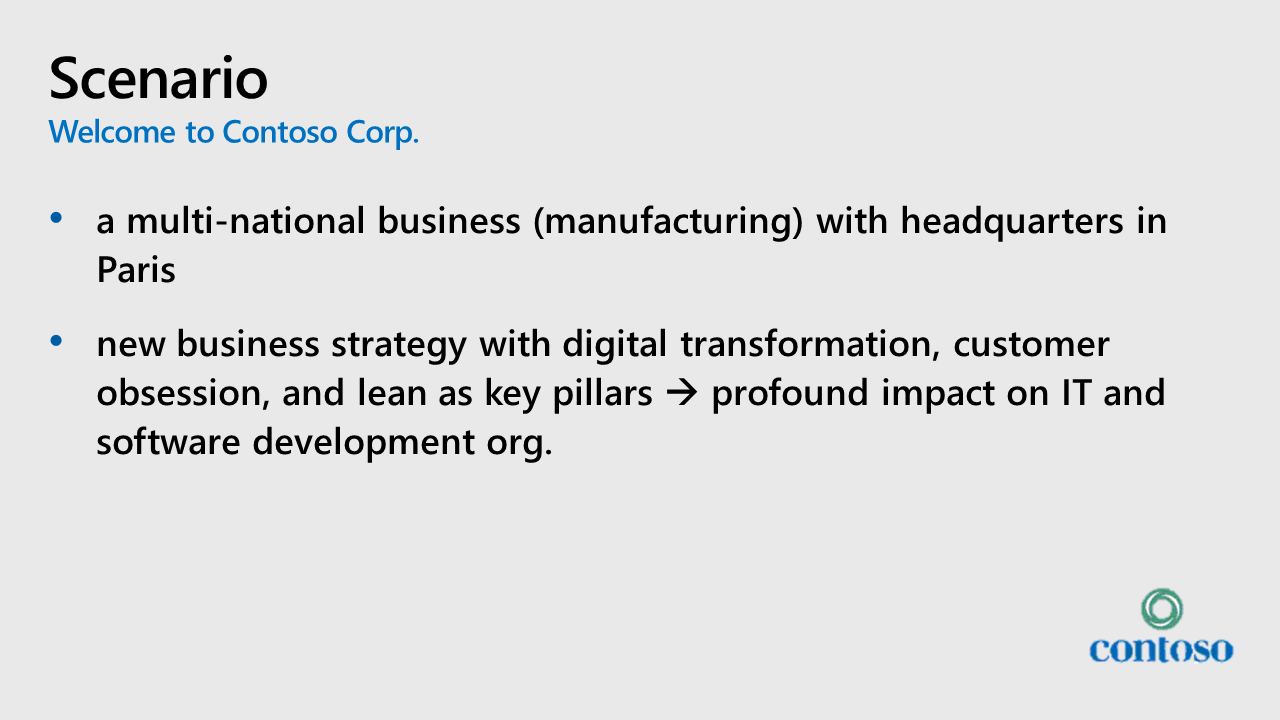 Scenario
Welcome to Contoso Corp.
• a multi-national business (manufacturing) with headquarters in
Paris
• new business strategy with digital transformation, customer
obsession, and lean as key pillars → profound impact on IT and
software development org.
contoso